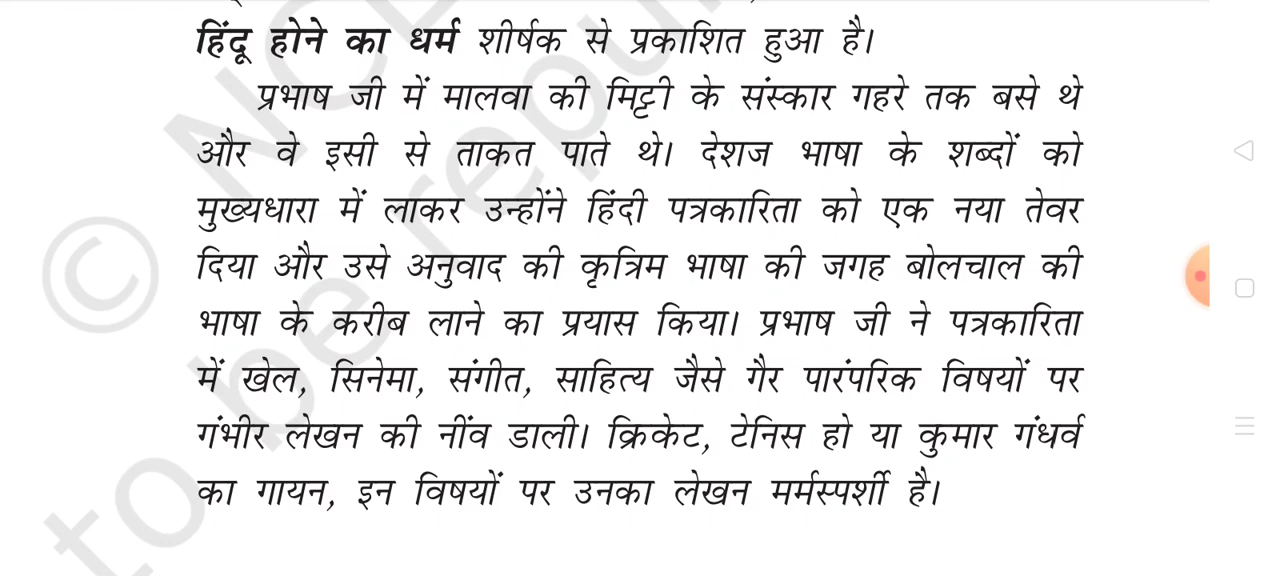 हिंदू होने का धर्म शीर्षक से प्रकाशित हुआ है।
प्रभाष जी में मालवा की मिट्टी के संस्कार गहरे तक बसे थे
और वे इसी से ताकत पाते थे। देशज भाषा के शब्दों को
मुख्यधारा में लाकर उन्होंने हिंदी पत्रकारिता को एक नया तेवर
दिया और उसे अनुवाद की कृत्रिम भाषा की जगह बोलचाल की
भाषा के करीब लाने का प्रयास किया। प्रभाष जी ने पत्रकारिता
में खेल, सिनेमा, संगीत, साहित्य जैसे गैर पारंपरिक विषयों पर
गंभीर लेखन की नींव डाली। क्रिकेट, टेनिस हो या कुमार गंधर्व
का गायन, इन विषयों पर उनका लेखन मर्मस्पर्शी है।
©
to be